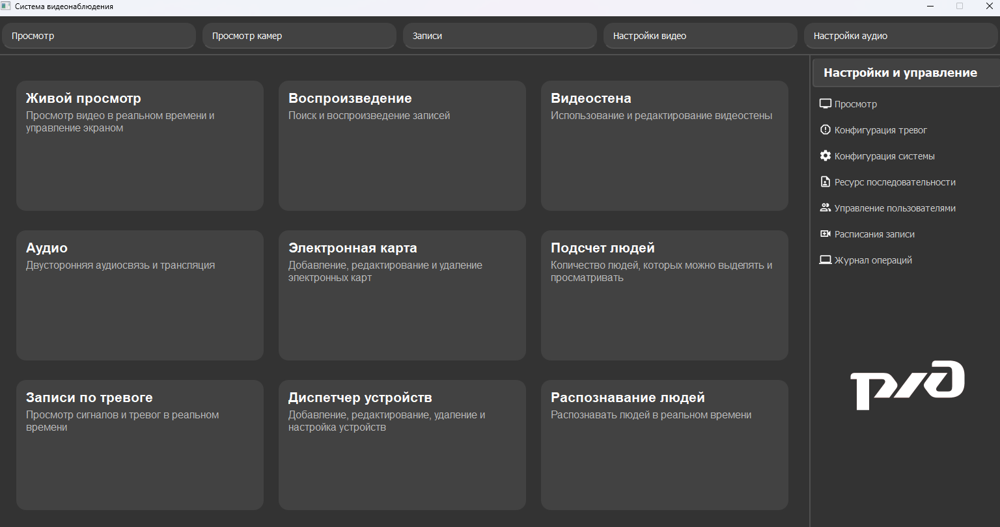 Система видеонаблюдения
Просмотр
Просмотр камер
Записи
Настройки видео
Настройки аудио
Живой просмотр
Просмотр видео в реальном времени и
управление экраном
Воспроизведение
Поиск и воспроизведение записей
Видеостена
Использование и редактирование видеостены
Аудио
Двусторонняя аудиосвязь и трансляция
Электронная карта
Добавление, редактирование и удаление
электронных карт
Подсчет людей
Количество людей, которых можно выделять и
просматривать
Записи по тревоге
Просмотр сигналов и тревог в реальном
времени
Диспетчер устройств
Добавление, редактирование, удаление и
настройка устройств
Распознавание людей
Распознавать людей в реальном времени
Настройки и управление
Просмотр
Конфигурация тревог
Конфигурация системы
Ресурс последовательности
Управление пользователями
Расписания записи
Журнал операций
ржд